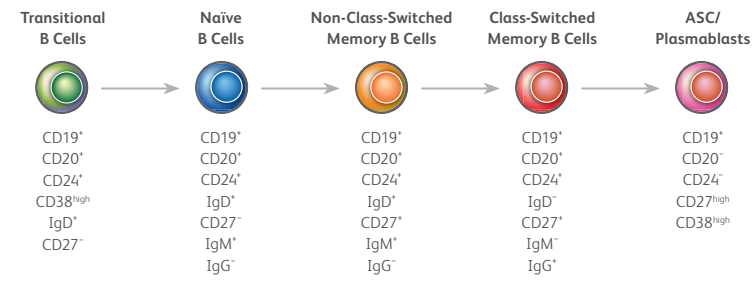 Transitional
B Cells
CD19⁺
CD20⁺
CD24⁺
CD38ʰⁱᵍʰ
IgD⁺
CD27⁻
Naïve
B Cells
CD19⁺
CD20⁺
CD24⁺
IgD⁺
CD27⁻
IgM⁺
IgG⁻
Non-Class-Switched
Memory B Cells
CD19⁺
CD20⁺
CD24⁺
IgD⁺
CD27⁺
IgM⁺
IgG⁻
Class-Switched
Memory B Cells
CD19⁺
CD20⁺
CD24⁺
IgD⁻
CD27⁺
IgM⁻
IgG⁺
ASC/
Plasmablasts
CD19⁺
CD20⁻
CD24⁻
CD27ʰⁱᵍʰ
CD38ʰⁱᵍʰ